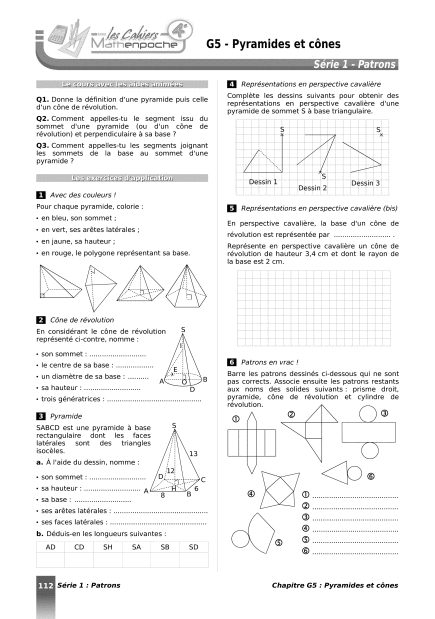 les Cahiers
Mathenpoche
4e
G5 - Pyramides et cônes
Série 1 - Patrons
Le cours avec les aides animées
Q1. Donne la définition d'une pyramide puis celle
d'un cône de révolution.
Q2. Comment appelles-tu le segment issu du
sommet d'une pyramide (ou d'un cône de
révolution) et perpendiculaire à sa base ?
Q3. Comment appelles-tu les segments joignant
les sommets de la base au sommet d'une
pyramide ?
Les exercices d'application
1 Avec des couleurs !
Pour chaque pyramide, colorie :
• en bleu, son sommet ;
• en vert, ses arêtes latérales ;
• en jaune, sa hauteur ;
• en rouge, le polygone représentant sa base.
2 Cône de révolution
En considérant le cône de révolution
représenté ci-contre, nomme :
• son sommet : ..........................
• le centre de sa base : .................
• un diamètre de sa base : ..........
• sa hauteur : ..........................
• trois génératrices : ............................................
S
I
E
A
O
B
D
3 Pyramide
SABCD est une pyramide à base
rectangulaire dont les faces
latérales sont des triangles
isocèles.
a. À l'aide du dessin, nomme :
• son sommet : ..........................
• sa hauteur : ..........................
• sa base : ..........................
• ses arêtes latérales : ............................................
• ses faces latérales : ............................................
S
13
12
D
C
A
H
6
8
B
b. Déduis-en les longueurs suivantes :
AD CD SH SA SB SD
4 Représentations en perspective cavalière
Complète les dessins suivants pour obtenir des
représentations en perspective cavalière d'une
pyramide de sommet S à base triangulaire.
S
S
S
Dessin 1
Dessin 2
Dessin 3
5 Représentations en perspective cavalière (bis)
En perspective cavalière, la base d'un cône de
révolution est représentée par .......................... .
Représente en perspective cavalière un cône de
révolution de hauteur 3,4 cm et dont le rayon de
la base est 2 cm.
6 Patrons en vrac !
Barre les patrons dessinés ci-dessous qui ne sont
pas corrects. Associe ensuite les patrons restants
aux noms des solides suivants : prisme droit,
pyramide, cône de révolution et cylindre de
révolution.
①
②
③
④
⑤
⑥
① ......................................
② ......................................
③ ......................................
④ ......................................
⑤ ......................................
⑥ ......................................
112 Série 1 : Patrons
Chapitre G5 : Pyramides et cônes